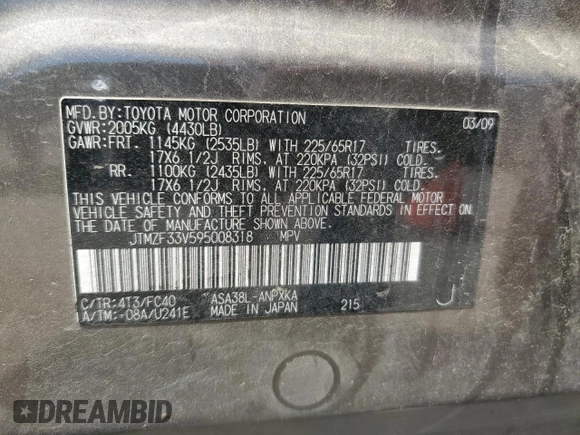 MFD.BY:TOYOTA MOTOR CORPORATION 03/09
GVWR:2005KG (4430LB)
GAWR:FRT. 1145KG (2535LB) WITH 225/65R17 TIRES.
17X6 1/2J RIMS. AT 220KPA (32PSI) COLD.
RR. 1100KG (2435LB) WITH 225/65R17 TIRES.
17X6 1/2J RIMS. AT 220KPA (32PSI) COLD.
THIS VEHICLE CONFORMS TO ALL APPLICABLE FEDERAL MOTOR
VEHICLE SAFETY AND THEFT PREVENTION STANDARDS IN EFFECT ON
THE DATE OF MANUFACTURE SHOWN ABOVE.
JTMZF33V595008318 MPV
C/TR:4T3/FC40 ASA38L-ANPXKA 215 J
A/TM:-08A/U241E MADE IN JAPAN
DREAMBID